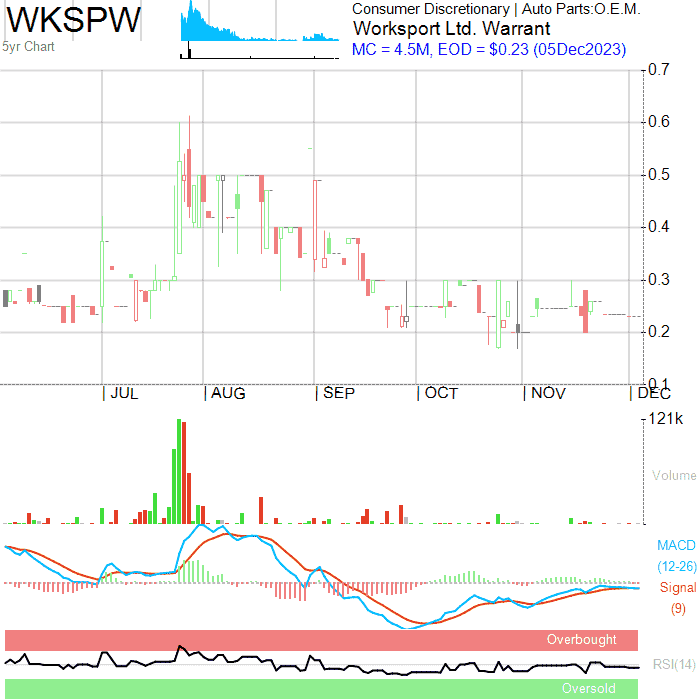 WKSPW
5yr Chart
Consumer Discretionary | Auto Parts:O.E.M.
Worksport Ltd. Warrant
MC = 4.5M, EOD = $0.23 (05Dec2023)
0.7
0.6
0.5
0.4
0.3
0.2
0.1
| JUL | AUG | SEP | OCT | NOV | DEC
121k
Volume
MACD
(12-26)
Signal
(9)
Overbought
RSI(14)
Oversold